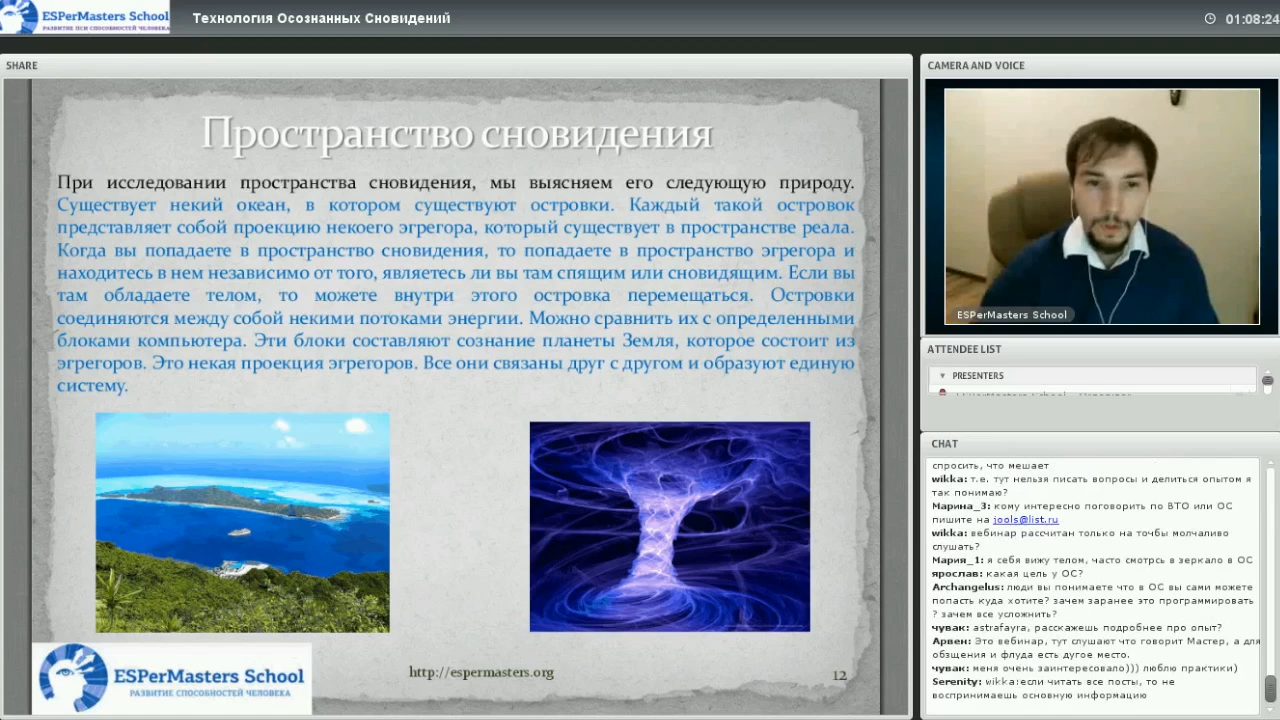 ESPerMasters School
РАЗВИТИЕ ПСИ СПОСОБНОСТЕЙ ЧЕЛОВЕКА
Технология Осознанных Сновидений
01:08:24
SHARE
Пространство сновидения
При исследовании пространства сновидения, мы выясняем его следующую природу.
Существует некий океан, в котором существуют островки. Каждый такой островок
представляет собой проекцию некоего эгрегора, который существует в пространстве реала.
Когда вы попадаете в пространство сновидения, то попадаете в пространство эгрегора и
находитесь в нем независимо от того, являетесь ли вы там спящим или сновидящим. Если вы
там обладаете телом, то можете внутри этого островка перемещаться. Островки
соединяются между собой некими потоками энергии. Можно сравнить их с определенными
блоками компьютера. Эти блоки составляют сознание планеты Земля, которое состоит из
эгрегоров. Это некая проекция эгрегоров. Все они связаны друг с другом и образуют единую
систему.
ESPerMasters School
РАЗВИТИЕ СПОСОБНОСТЕЙ ЧЕЛОВЕКА
http://espermasters.org
12
CAMERA AND VOICE
ESPerMasters School
ATTENDEE LIST
PRESENTERS
CHAT
спросить, что мешает
wikka: т.е. тут нельзя писать вопросы и делиться опытом я
так понимаю?
Марина_3: кому интересно поговорить по ВТО или ОС
пишите на jools@list.ru
wikka: вебинар рассчитан только на точбы молчаливо
слушать?
Мария_1: я себя вижу телом, часто смотрсь в зеркало в ОС
ярослав: какая цель у ОС?
Archangelus: люди вы понимаете что в ОС вы сами можете
попасть куда хотите? зачем заранее это программировать
? зачем все усложнить?
чувак: astrafayra, расскажешь подробнее про опыт?
Арвен: Это вебинар, тут слушают что говорит Мастер, а для
обзщения и флуда есть дугое место.
чувак: меня очень заинтересовало))) люблю практики)
Serenity: wikka:если читать все посты, то не
воспринимаешь основную информацию